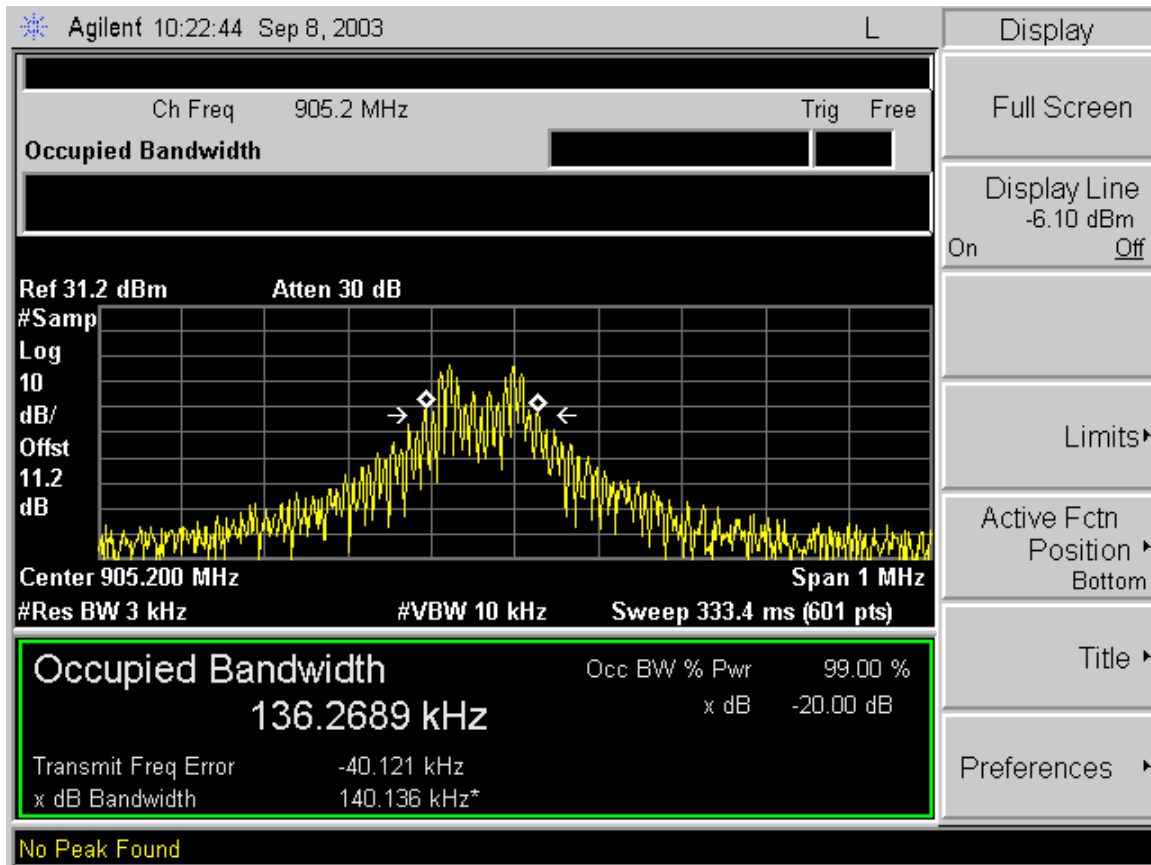 Agilent 10:22:44 Sep 8, 2003 L
Display
Ch Freq 905.2 MHz Trig Free
Occupied Bandwidth
Full Screen
Display Line
-6.10 dBm
On Off
Ref 31.2 dBm Atten 30 dB
#Samp
Log
10
dB/
Offst
11.2
dB
Center 905.200 MHz Span 1 MHz
#Res BW 3 kHz #VBW 10 kHz Sweep 333.4 ms (601 pts)
Limits
Active Fctn
Position
Bottom
Title
Preferences
Occupied Bandwidth
136.2689 kHz
Occ BW % Pwr 99.00 %
x dB -20.00 dB
Transmit Freq Error -40.121 kHz
x dB Bandwidth 140.136 kHz*
No Peak Found